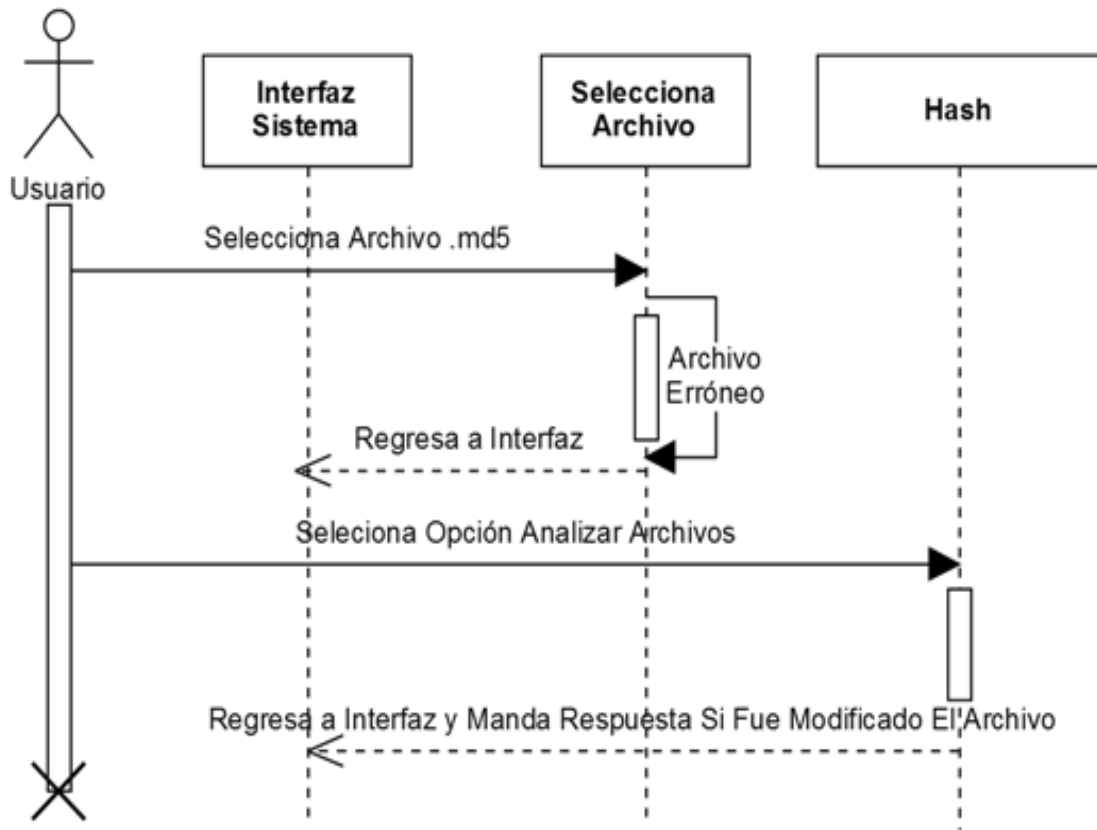 Interfaz
Sistema
Selecciona
Archivo
Hash
Usuario
Selecciona Archivo .md5
Archivo
Erróneo
Regresa a Interfaz
Seleciona Opción Analizar Archivos
Regresa a Interfaz y Manda Respuesta Si Fue Modificado El Archivo